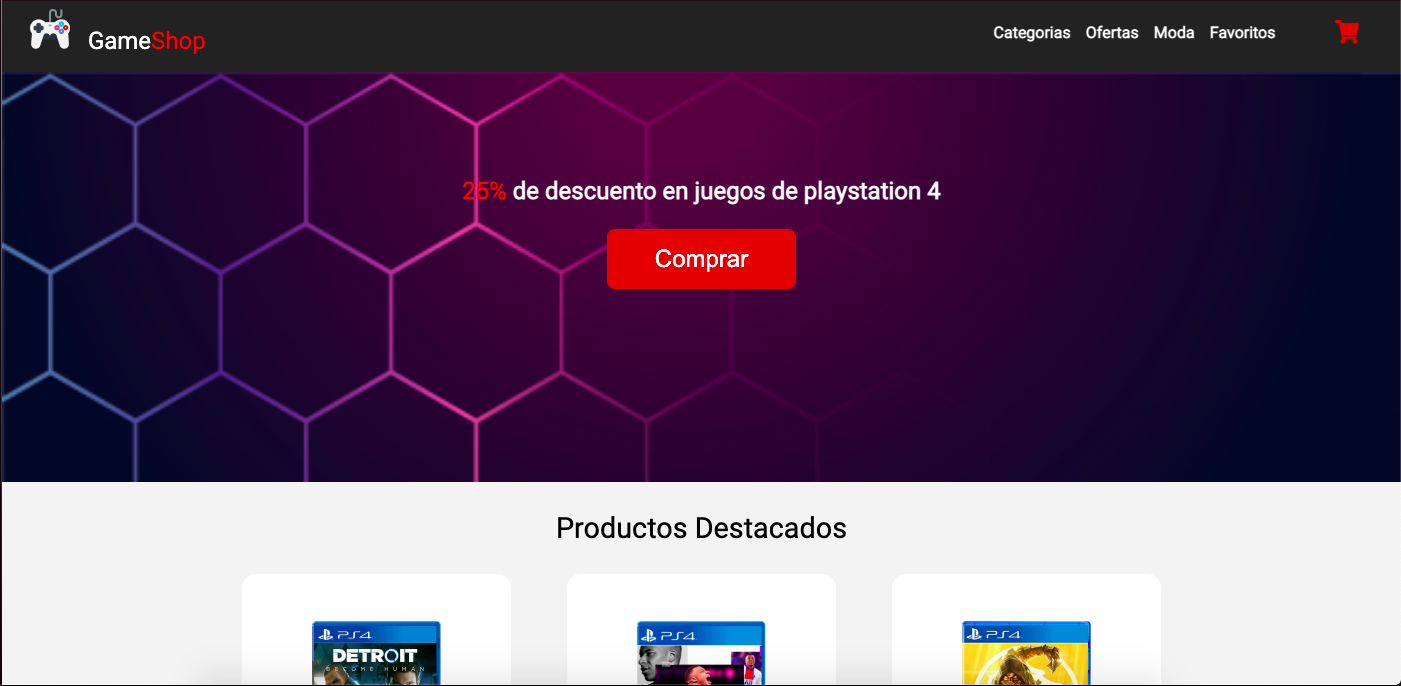 GameShop
Categorias Ofertas Moda Favoritos
25% de descuento en juegos de playstation 4
Comprar
Productos Destacados
PS4 PS4 PS4
DETROIT
BECOME HUMAN